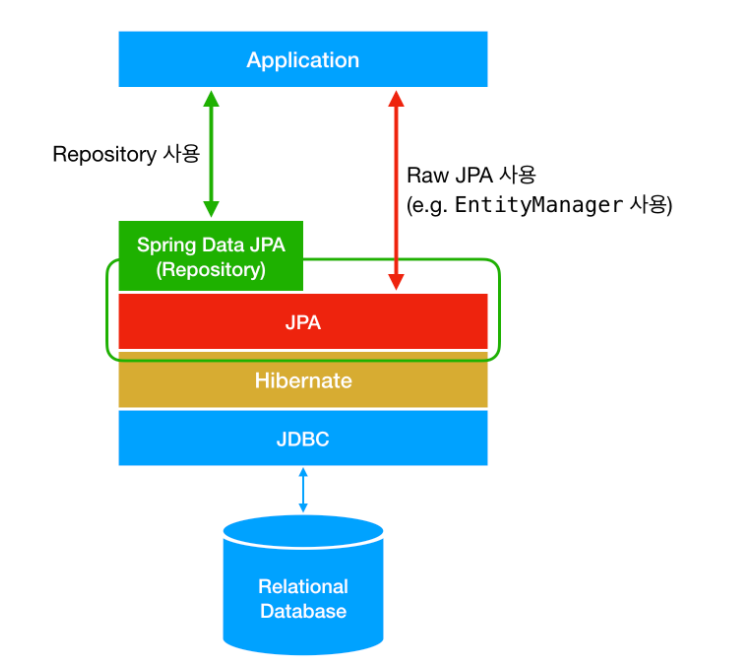 Application
Repository 사용
Raw JPA 사용
(e.g. EntityManager 사용)
Spring Data JPA
(Repository)
JPA
Hibernate
JDBC
Relational
Database